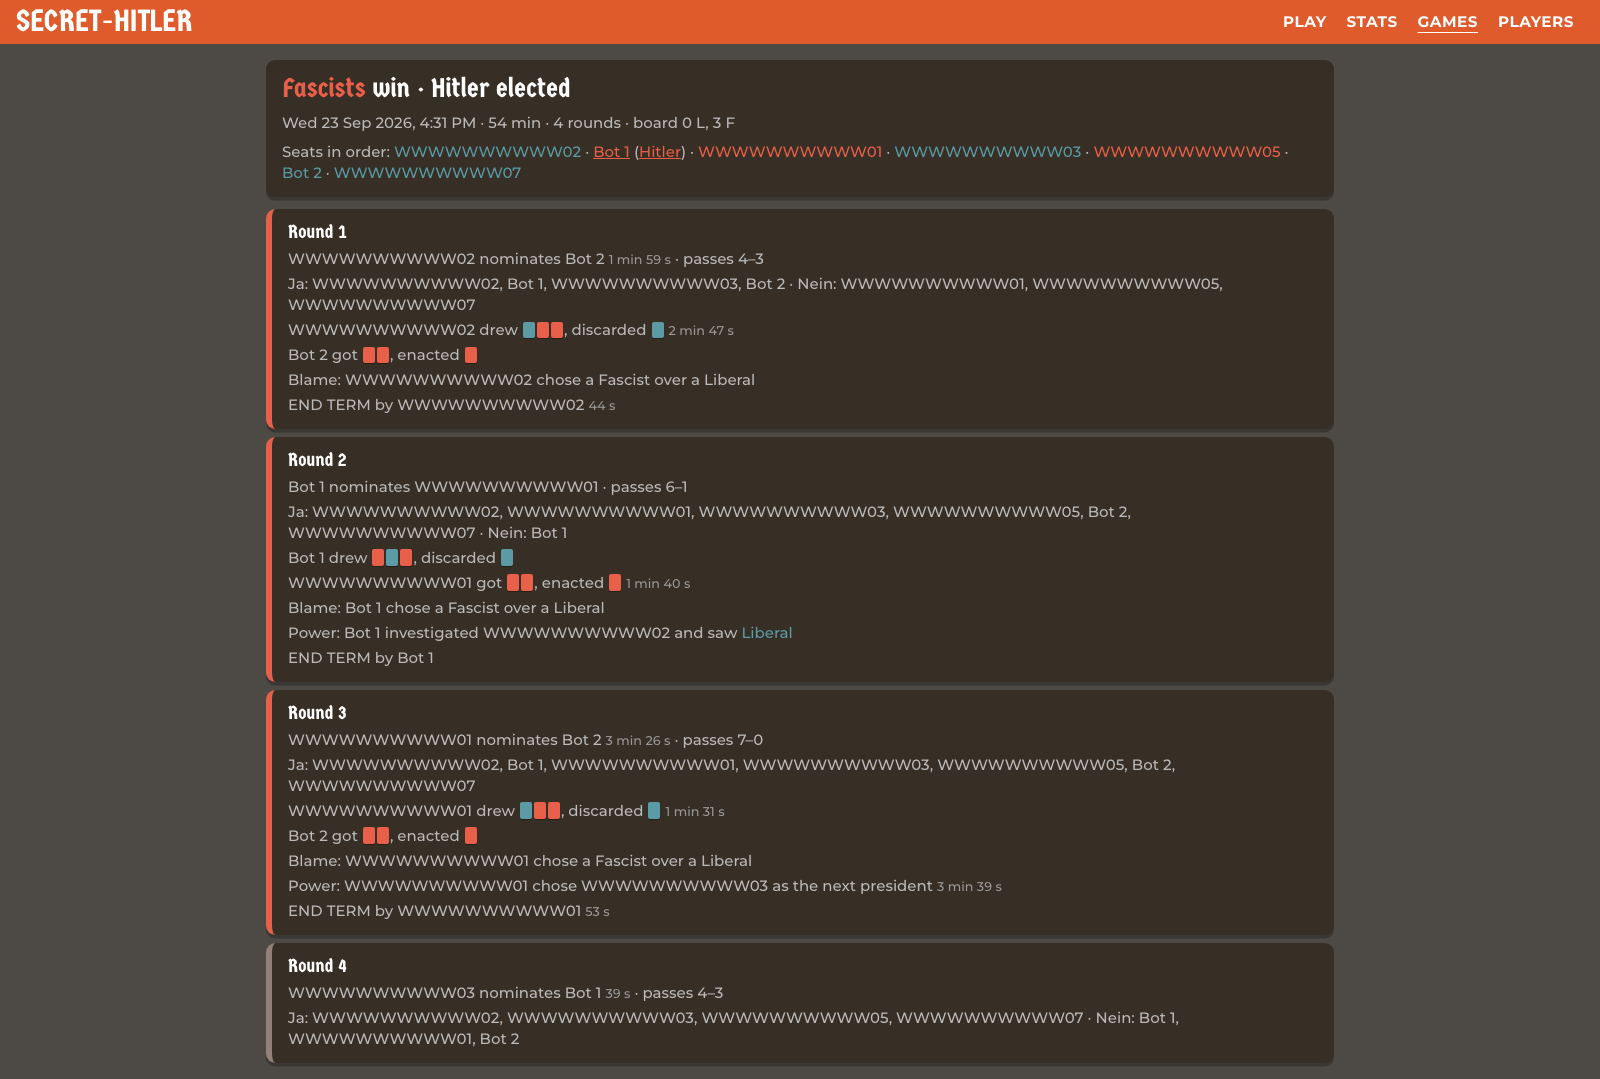 SECRET-HITLER
PLAY STATS GAMES PLAYERS
Fascists win · Hitler elected
Wed 23 Sep 2026, 4:31 PM · 54 min · 4 rounds · board 0 L, 3 F
Seats in order: WWWWWWWWWWW02 · Bot 1 (Hitler) · WWWWWWWWWWW01 · WWWWWWWWWWW03 · WWWWWWWWWWW05 ·
Bot 2 · WWWWWWWWWWW07
Round 1
WWWWWWWWWWW02 nominates Bot 2 1 min 59 s · passes 4–3
Ja: WWWWWWWWWWW02, Bot 1, WWWWWWWWWWW03, Bot 2 · Nein: WWWWWWWWWWW01, WWWWWWWWWWW05,
WWWWWWWWWWW07
WWWWWWWWWWW02 drew , discarded 2 min 47 s
Bot 2 got , enacted
Blame: WWWWWWWWWWW02 chose a Fascist over a Liberal
END TERM by WWWWWWWWWWW02 44 s
Round 2
Bot 1 nominates WWWWWWWWWWW01 · passes 6–1
Ja: WWWWWWWWWWW02, WWWWWWWWWWW01, WWWWWWWWWWW03, WWWWWWWWWWW05, Bot 2,
WWWWWWWWWWW07 · Nein: Bot 1
Bot 1 drew , discarded
WWWWWWWWWWW01 got , enacted 1 min 40 s
Blame: Bot 1 chose a Fascist over a Liberal
Power: Bot 1 investigated WWWWWWWWWWW02 and saw Liberal
END TERM by Bot 1
Round 3
WWWWWWWWWWW01 nominates Bot 2 3 min 26 s · passes 7–0
Ja: WWWWWWWWWWW02, Bot 1, WWWWWWWWWWW01, WWWWWWWWWWW03, WWWWWWWWWWW05, Bot 2,
WWWWWWWWWWW07
WWWWWWWWWWW01 drew , discarded 1 min 31 s
Bot 2 got , enacted
Blame: WWWWWWWWWWW01 chose a Fascist over a Liberal
Power: WWWWWWWWWWW01 chose WWWWWWWWWWW03 as the next president 3 min 39 s
END TERM by WWWWWWWWWWW01 53 s
Round 4
WWWWWWWWWWW03 nominates Bot 1 39 s · passes 4–3
Ja: WWWWWWWWWWW02, WWWWWWWWWWW03, WWWWWWWWWWW05, WWWWWWWWWWW07 · Nein: Bot 1,
WWWWWWWWWWW01, Bot 2